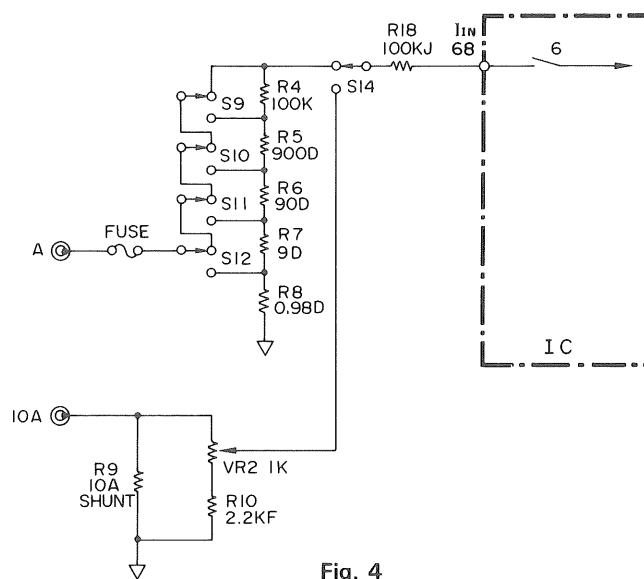 R18
100KJ
IIN
68
6
S14
R4
100K
S9
R5
900D
S10
R6
90D
S11
R7
9D
S12
R8
0.98D
FUSE
A
IC
10A
R9
10A
SHUNT
VR2 1K
R10
2.2KF
Fig. 4